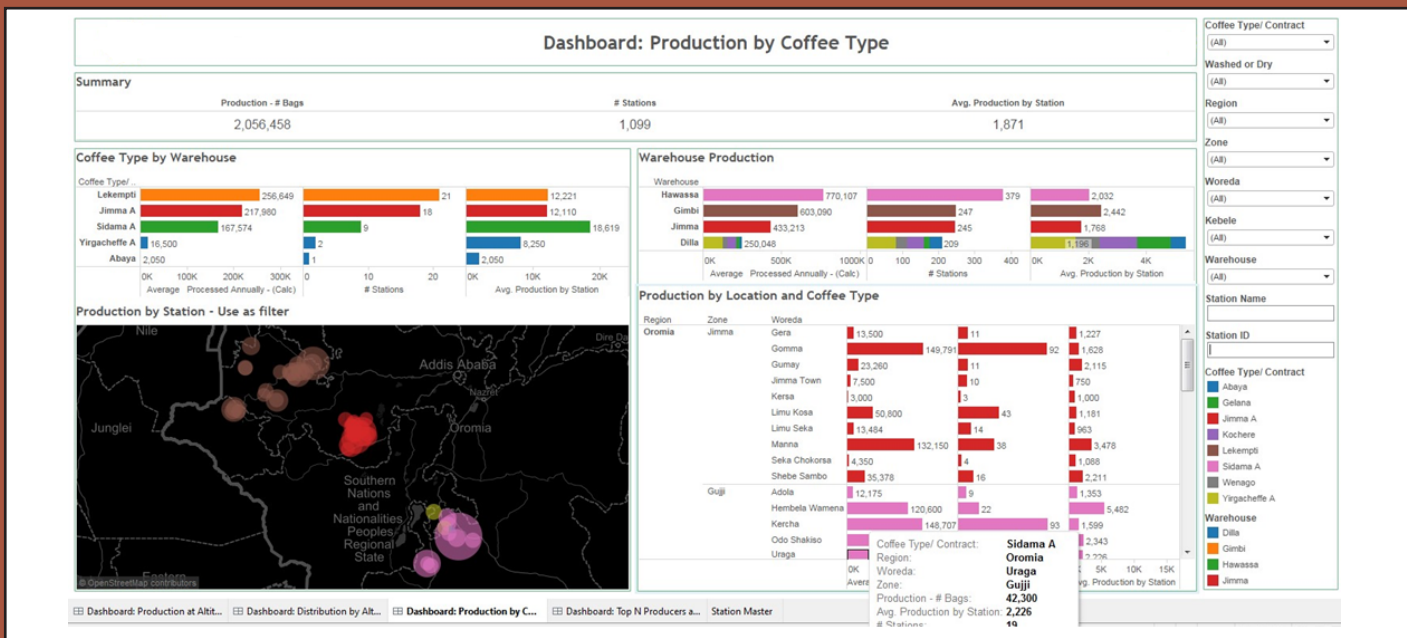 Dashboard: Production by Coffee Type
Summary
Production - # Bags # Stations Avg. Production by Station
2,056,458 1,099 1,871
Coffee Type by Warehouse
Coffee Type/ ..
Lekempti 256,649 21 12,221
Jimma A 217,980 18 12,110
Sidama A 167,574 9 18,619
Yirgacheffe A 16,500 2 8,250
Abaya 2,050 1 2,050
0K 100K 200K 300K 0 10 20 0K 10K 20K
Average Processed Annually - (Calc) # Stations Avg. Production by Station
Warehouse Production
Warehouse
Hawassa 770,107 379 2,032
Gimbi 603,090 247 2,442
Jimma 433,213 245 1,768
Dilla 250,048 209 1,196
0K 500K 1000K 0 100 200 300 400 0K 2K 4K
Average Processed Annually - (Calc) # Stations Avg. Production by Station
Production by Station - Use as filter
Nile
Dire Da
Addis Ababa
Nazret
Junglei
Oromia
Southern
Nations
and
Nationalities
Peoples
Regional
State
Eastern
© OpenStreetMap contributors
Production by Location and Coffee Type
Region Zone Woreda
Oromia Jimma Gera 13,500 11 1,227
Gomma 149,791 92 1,628
Gumay 23,260 11 2,115
Jimma Town 7,500 10 750
Kersa 3,000 3 1,000
Limu Kosa 50,800 43 1,181
Limu Seka 13,484 14 963
Manna 132,150 38 3,478
Seka Chokorsa 4,350 4 1,088
Shebe Sambo 35,378 16 2,211
Gujji Adola 12,175 9 1,353
Hembela Wamena 120,600 22 5,482
Kercha 148,707 93 1,599
Odo Shakiso 2,343
Uraga 2,226
0K K 5K 10K 15K
Avera vg. Production by Station
Coffee Type/ Contract: Sidama A
Region: Oromia
Woreda: Uraga
Zone: Gujji
Production - # Bags: 42,300
Avg. Production by Station: 2,226
# Stations: 19
Coffee Type/ Contract
(All)
Washed or Dry
(All)
Region
(All)
Zone
(All)
Woreda
(All)
Kebele
(All)
Warehouse
(All)
Station Name
Station ID
Coffee Type/ Contract
Abaya
Gelana
Jimma A
Kochere
Lekempti
Sidama A
Wenago
Yirgacheffe A
Warehouse
Dilla
Gimbi
Hawassa
Jimma
Dashboard: Production at Altit... Dashboard: Distribution by Alt... Dashboard: Production by C... Dashboard: Top N Producers a... Station Master